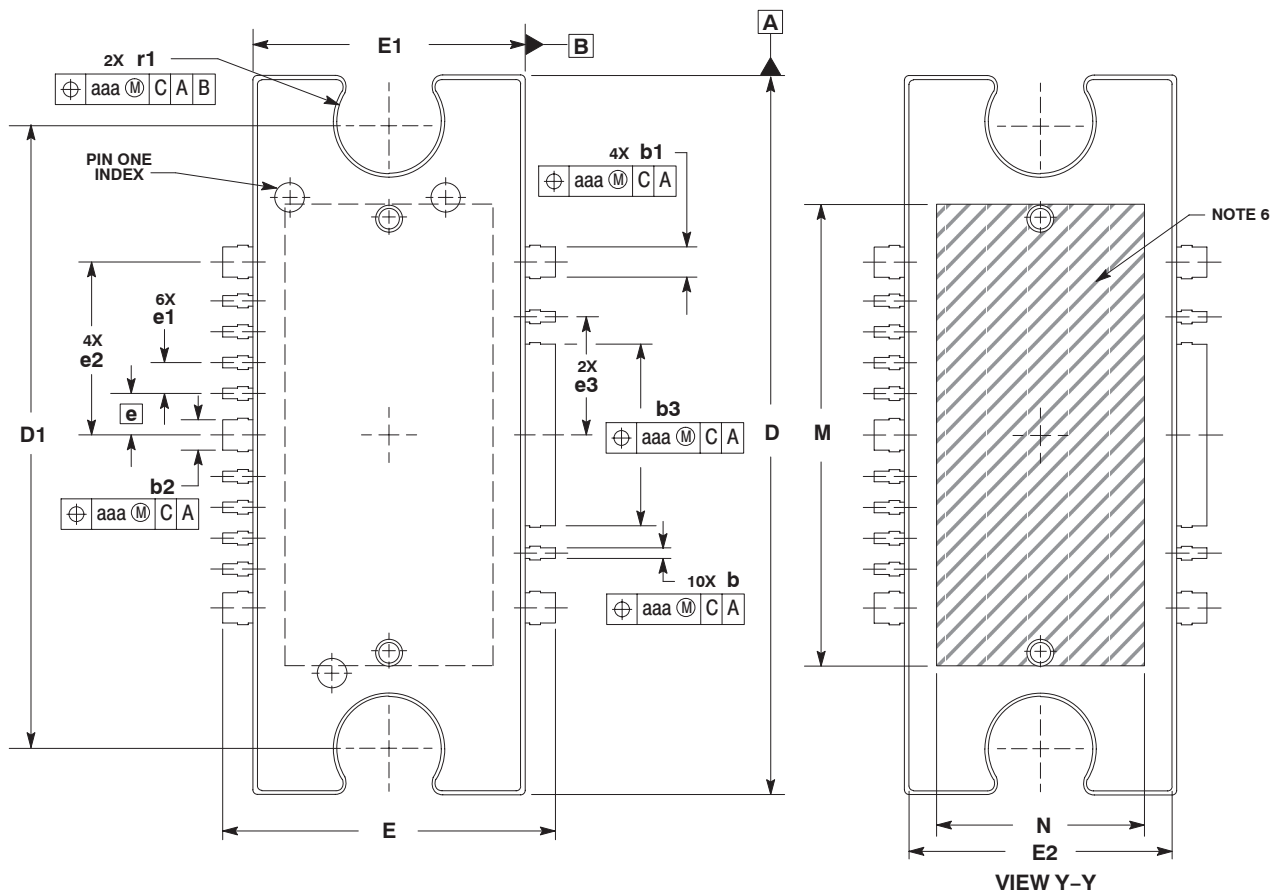 E1
B
A
2X r1
⌖ aaa Ⓜ C A B
4X b1
⌖ aaa Ⓜ C A
PIN ONE
INDEX
NOTE 6
6X
e1
4X
e2
2X
e3
e
b3
⌖ aaa Ⓜ C A
D1
D
M
b2
⌖ aaa Ⓜ C A
10X b
⌖ aaa Ⓜ C A
E
N
E2
VIEW Y–Y